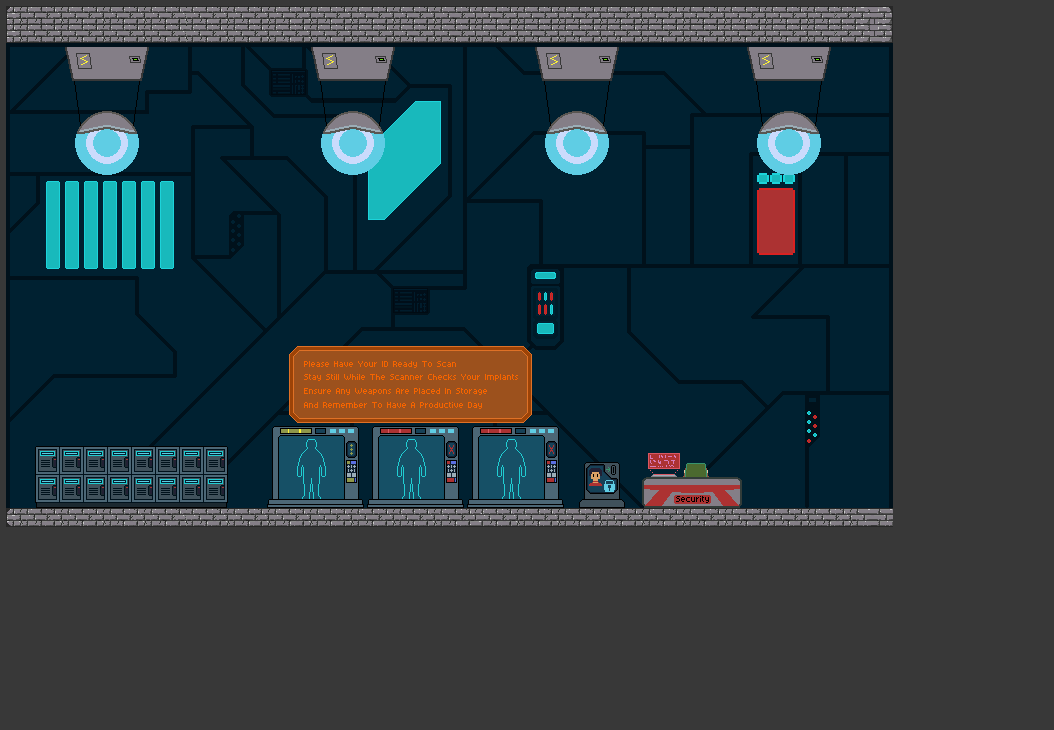 Please Have Your ID Ready To Scan
Stay Still While The Scanner Checks Your Implants
Ensure Any Weapons Are Placed In Storage
And Remember To Have A Productive Day
Security